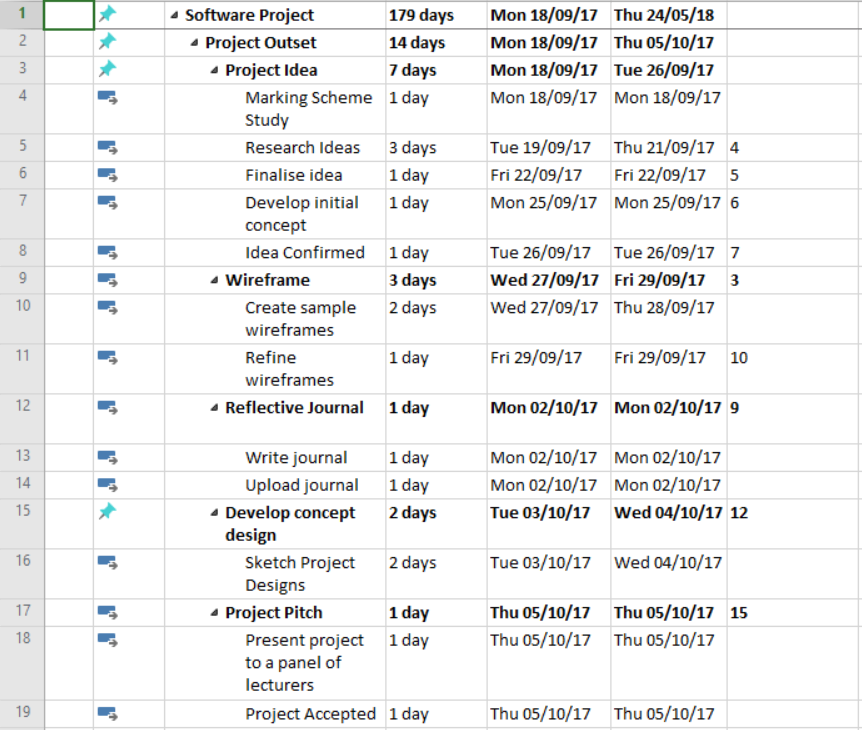 1 Software Project 179 days Mon 18/09/17 Thu 24/05/18
2 Project Outset 14 days Mon 18/09/17 Thu 05/10/17
3 Project Idea 7 days Mon 18/09/17 Tue 26/09/17
4 Marking Scheme 1 day Mon 18/09/17 Mon 18/09/17
Study
5 Research Ideas 3 days Tue 19/09/17 Thu 21/09/17 4
6 Finalise idea 1 day Fri 22/09/17 Fri 22/09/17 5
7 Develop initial 1 day Mon 25/09/17 Mon 25/09/17 6
concept
8 Idea Confirmed 1 day Tue 26/09/17 Tue 26/09/17 7
9 Wireframe 3 days Wed 27/09/17 Fri 29/09/17 3
10 Create sample 2 days Wed 27/09/17 Thu 28/09/17
wireframes
11 Refine 1 day Fri 29/09/17 Fri 29/09/17 10
wireframes
12 Reflective Journal 1 day Mon 02/10/17 Mon 02/10/17 9
13 Write journal 1 day Mon 02/10/17 Mon 02/10/17
14 Upload journal 1 day Mon 02/10/17 Mon 02/10/17
15 Develop concept 2 days Tue 03/10/17 Wed 04/10/17 12
design
16 Sketch Project 2 days Tue 03/10/17 Wed 04/10/17
Designs
17 Project Pitch 1 day Thu 05/10/17 Thu 05/10/17 15
18 Present project 1 day Thu 05/10/17 Thu 05/10/17
to a panel of
lecturers
19 Project Accepted 1 day Thu 05/10/17 Thu 05/10/17